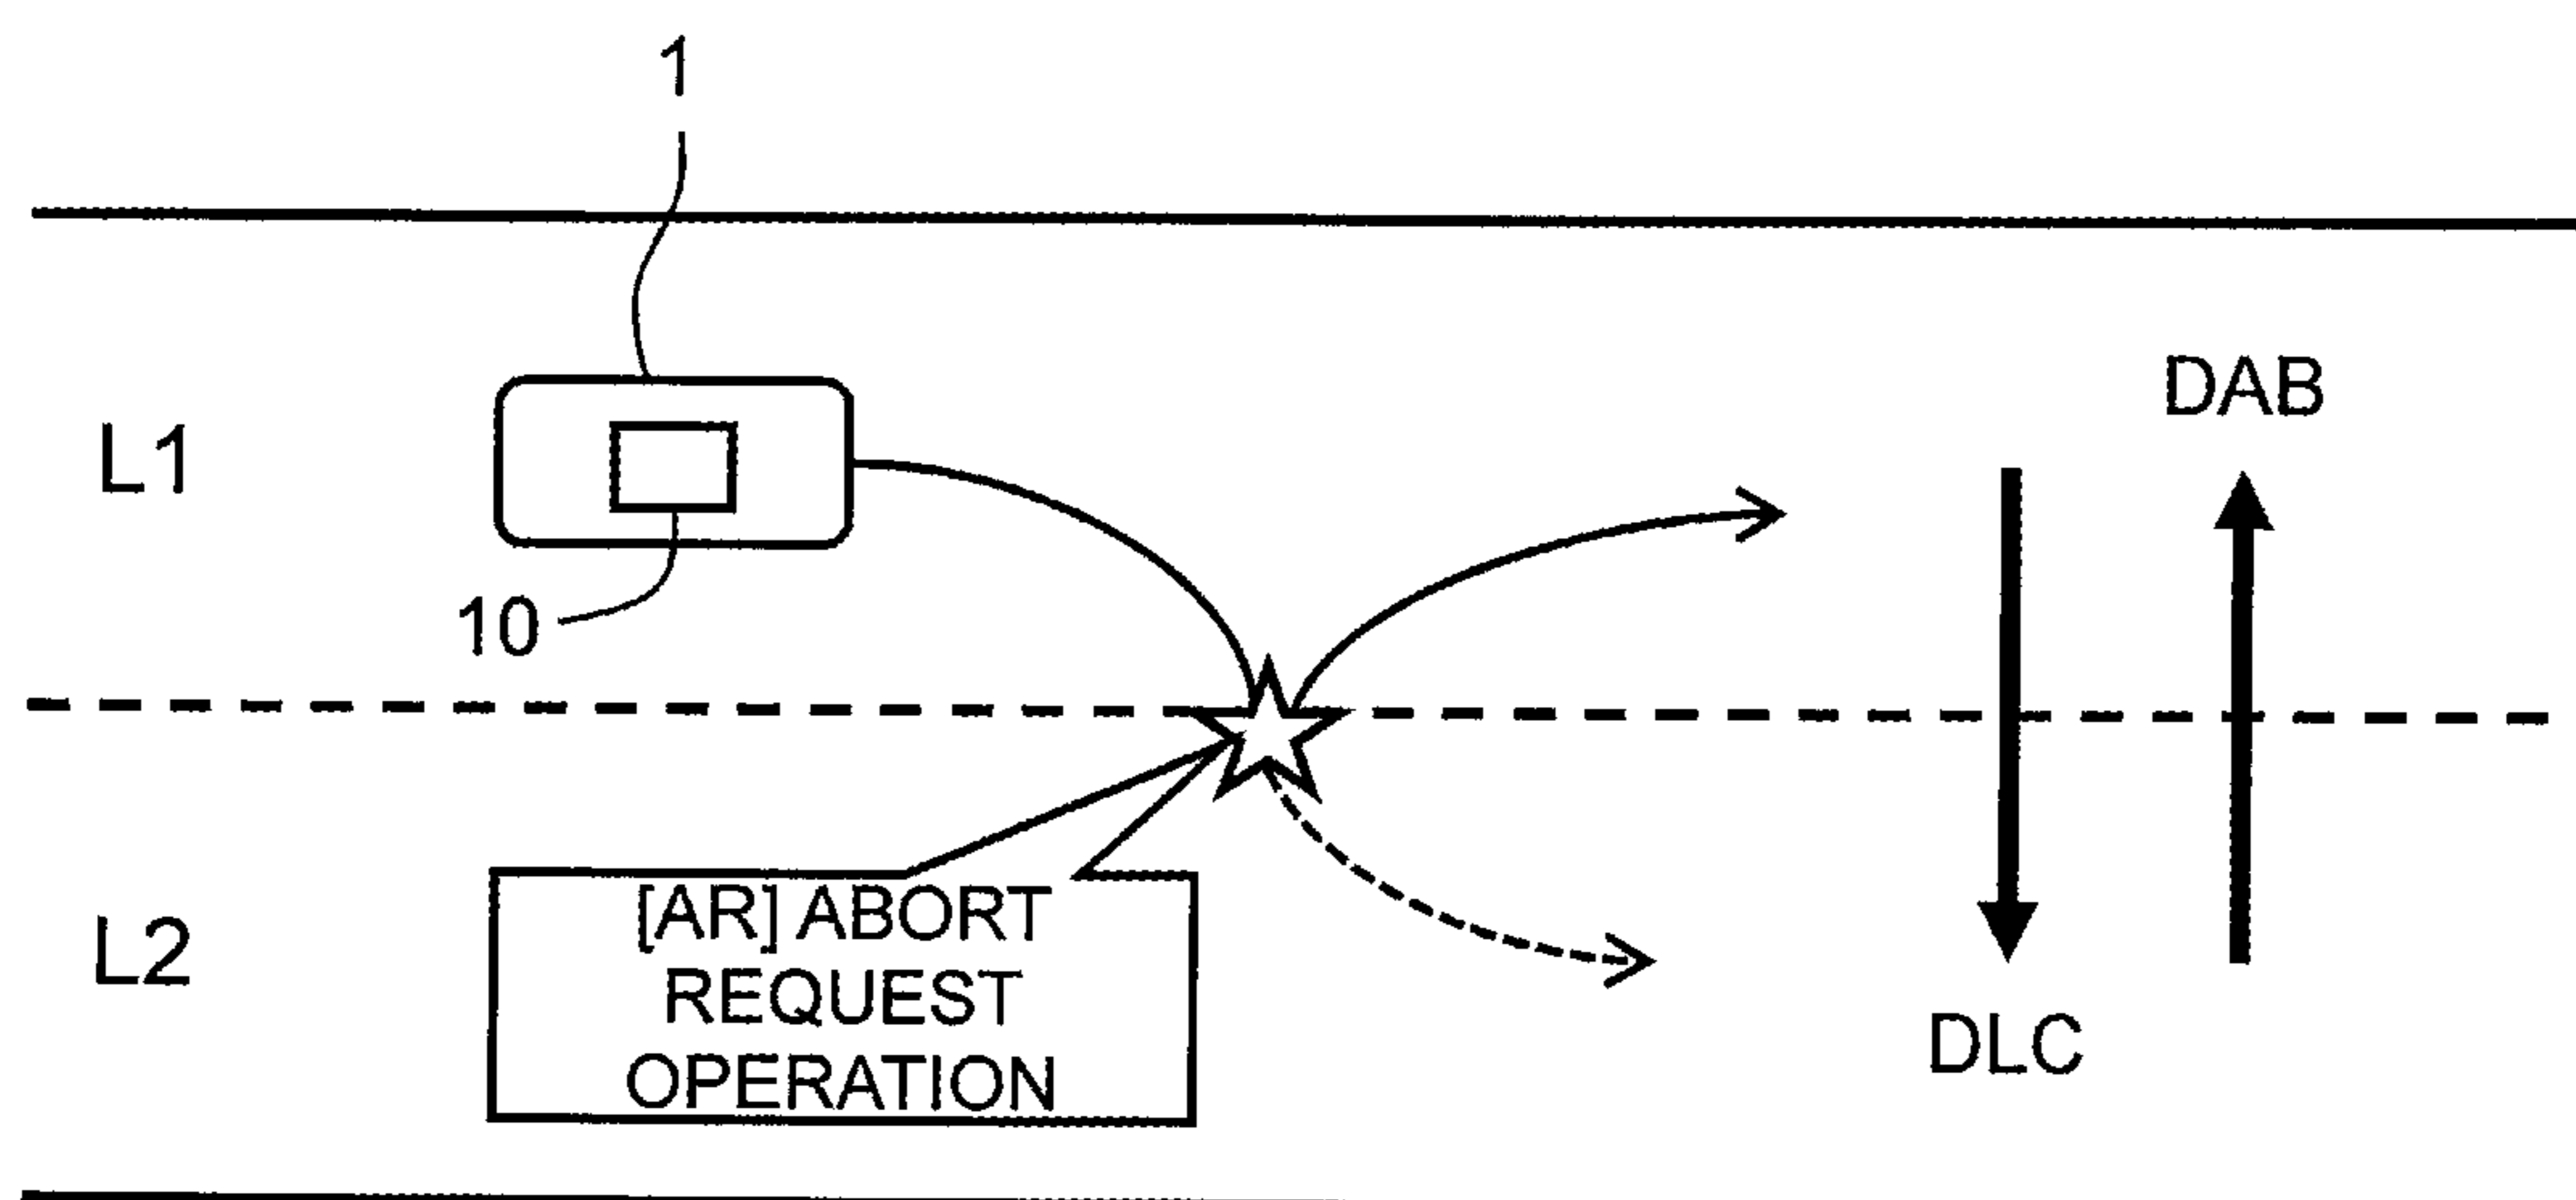 1
DAB
L1
10
[AR] ABORT
REQUEST
OPERATION
L2
DLC